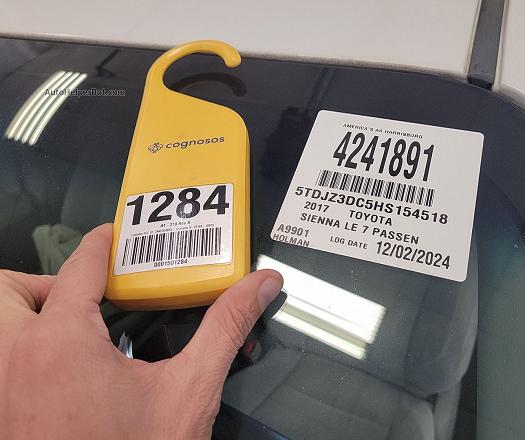 AutoHelperBot.com
cognosos
1284
0001501284
AMERICA'S AA HARRISBURG
4241891
5TDJZ3DC5HS154518
2017 TOYOTA
SIENNA LE 7 PASSEN
A9901
HOLMAN
LOG DATE 12/02/2024